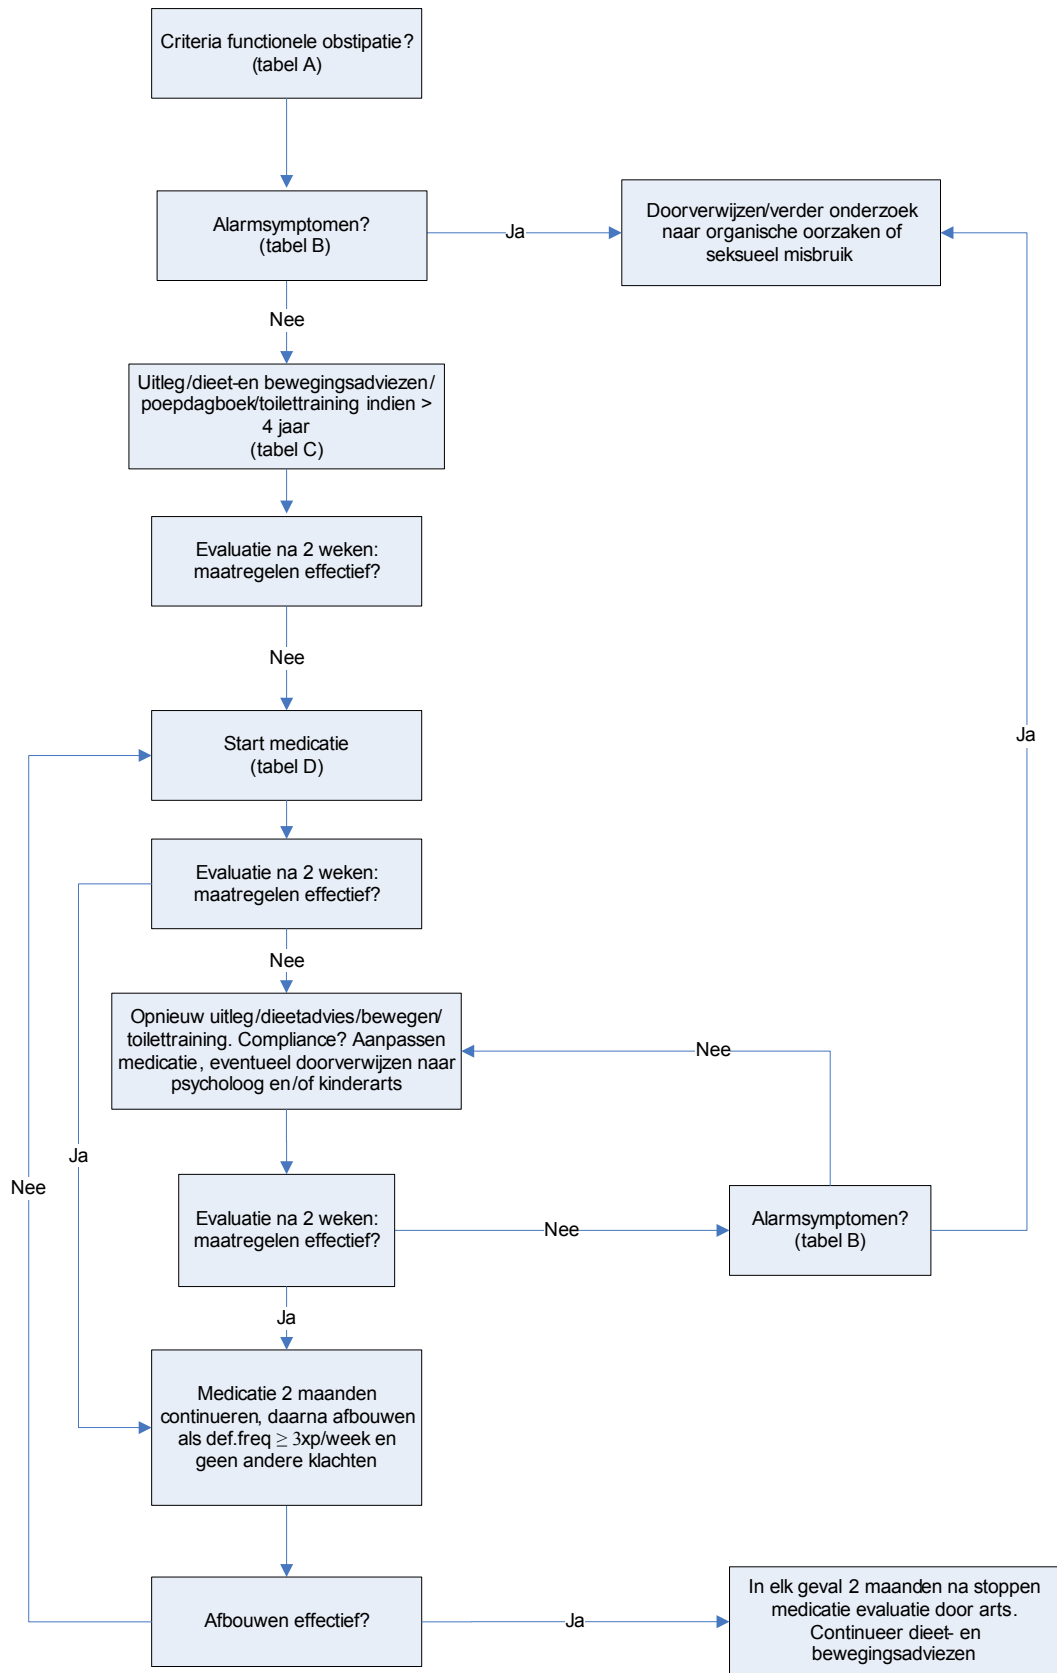 Criteria functionele obstipatie?
(tabel A)
Alarmsymptomen?
(tabel B)
Ja
Doorverwijzen/verder onderzoek
naar organische oorzaken of
seksueel misbruik
Nee
Uitleg/dieet-en bewegingsadviezen/
poepdagboek/toilettraining indien >
4 jaar
(tabel C)
Evaluatie na 2 weken:
maatregelen effectief?
Nee
Start medicatie
(tabel D)
Ja
Evaluatie na 2 weken:
maatregelen effectief?
Nee
Opnieuw uitleg/dieetadvies/bewegen/
toilettraining. Compliance? Aanpassen
medicatie, eventueel doorverwijzen naar
psycholoog en/of kinderarts
Nee
Ja
Nee
Evaluatie na 2 weken:
maatregelen effectief?
Nee
Alarmsymptomen?
(tabel B)
Ja
Medicatie 2 maanden
continueren, daarna afbouwen
als def.freq ≥ 3xp/week en
geen andere klachten
Afbouwen effectief?
Ja
In elk geval 2 maanden na stoppen
medicatie evaluatie door arts.
Continueer dieet- en
bewegingsadviezen